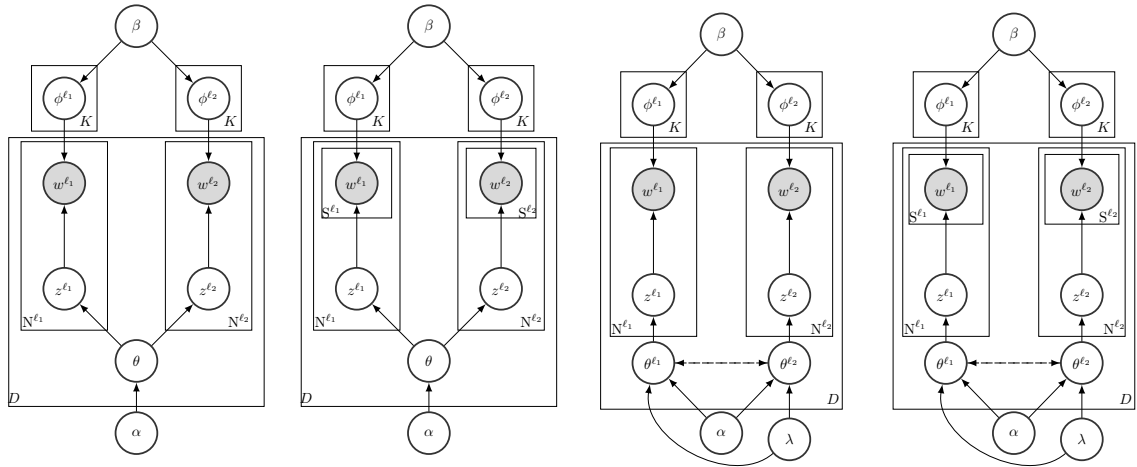 β β β β
ϕ^ℓ1 ϕ^ℓ2 ϕ^ℓ1 ϕ^ℓ2 ϕ^ℓ1 ϕ^ℓ2 ϕ^ℓ1 ϕ^ℓ2
K K K K K K K K
w^ℓ1 w^ℓ2 w^ℓ1 w^ℓ2 w^ℓ1 w^ℓ2 w^ℓ1 w^ℓ2
S^ℓ1 S^ℓ2 S^ℓ1 S^ℓ2
z^ℓ1 z^ℓ2 z^ℓ1 z^ℓ2 z^ℓ1 z^ℓ2 z^ℓ1 z^ℓ2
N^ℓ1 N^ℓ2 N^ℓ1 N^ℓ2 N^ℓ1 N^ℓ2 N^ℓ1 N^ℓ2
θ θ θ^ℓ1 θ^ℓ2 θ^ℓ1 θ^ℓ2
D D D D
α α α λ α λ